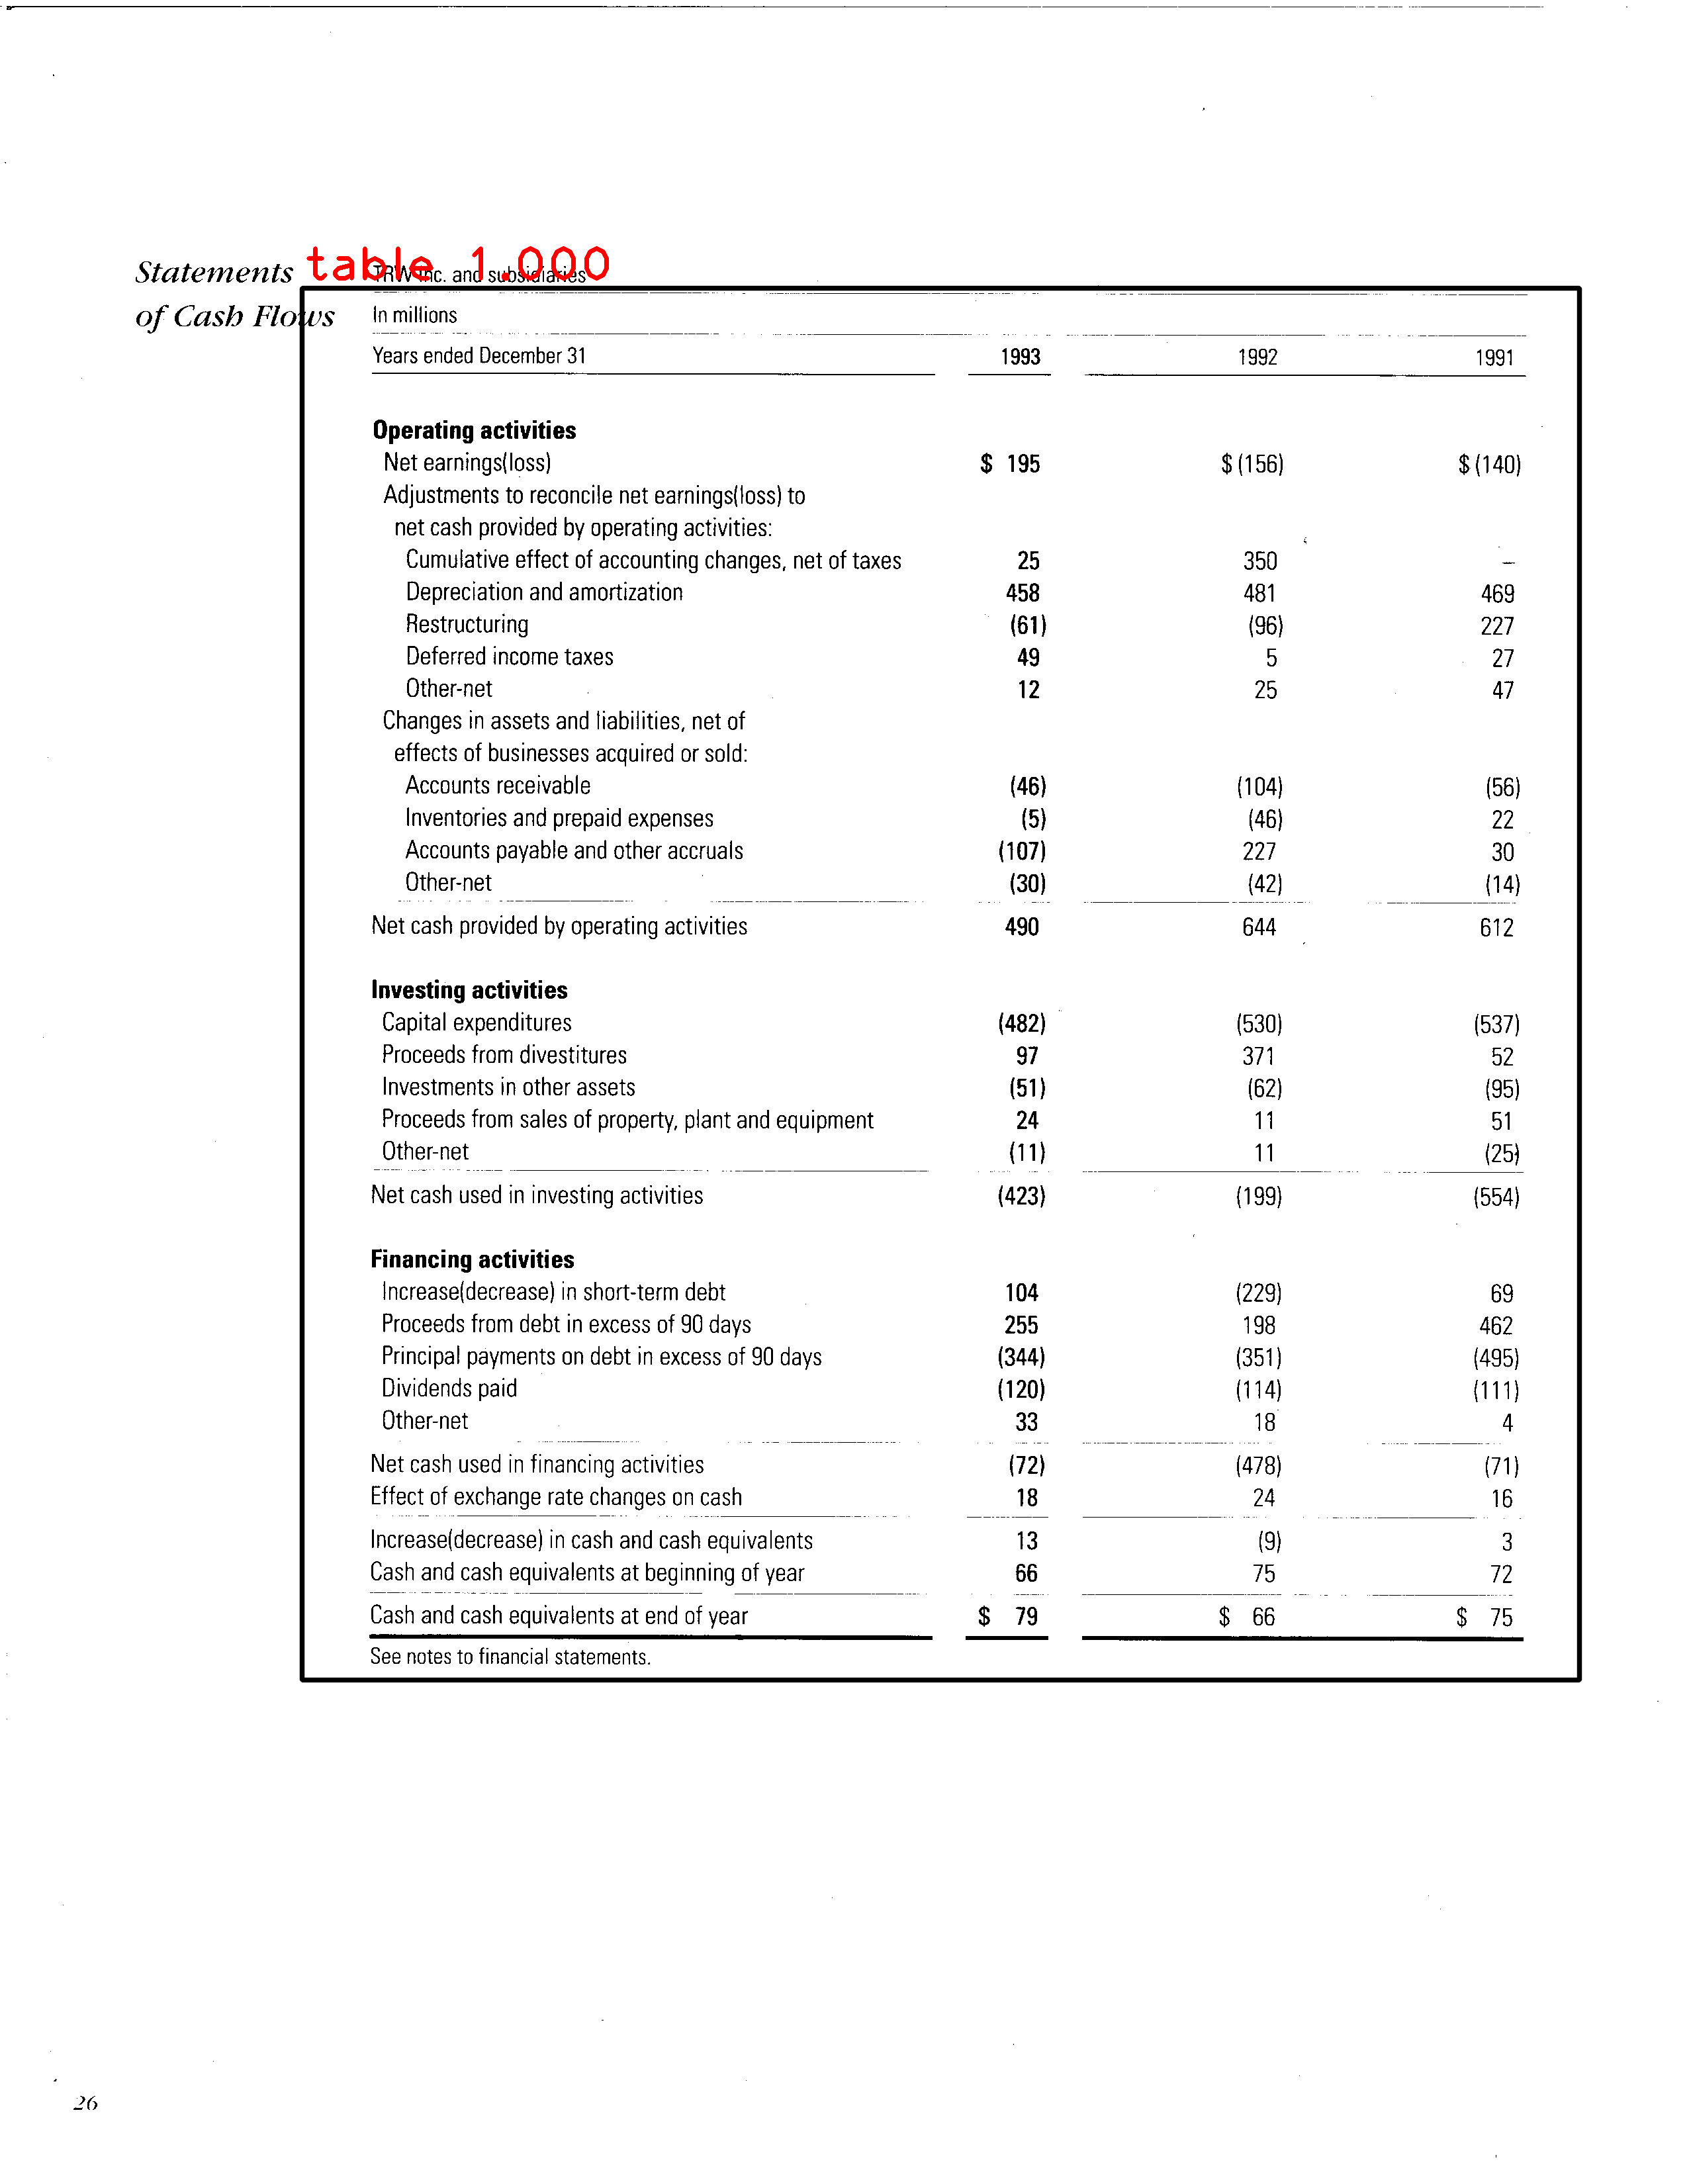 Statements
of Cash Flows
table 1.000
TRW Inc. and subsidiaries
In millions
Years ended December 31 1993 1992 1991
Operating activities
Net earnings(loss) $ 195 $(156) $(140)
Adjustments to reconcile net earnings(loss) to
net cash provided by operating activities:
Cumulative effect of accounting changes, net of taxes 25 350 –
Depreciation and amortization 458 481 469
Restructuring (61) (96) 227
Deferred income taxes 49 5 27
Other-net 12 25 47
Changes in assets and liabilities, net of
effects of businesses acquired or sold:
Accounts receivable (46) (104) (56)
Inventories and prepaid expenses (5) (46) 22
Accounts payable and other accruals (107) 227 30
Other-net (30) (42) (14)
Net cash provided by operating activities 490 644 612
Investing activities
Capital expenditures (482) (530) (537)
Proceeds from divestitures 97 371 52
Investments in other assets (51) (62) (95)
Proceeds from sales of property, plant and equipment 24 11 51
Other-net (11) 11 (25)
Net cash used in investing activities (423) (199) (554)
Financing activities
Increase(decrease) in short-term debt 104 (229) 69
Proceeds from debt in excess of 90 days 255 198 462
Principal payments on debt in excess of 90 days (344) (351) (495)
Dividends paid (120) (114) (111)
Other-net 33 18 4
Net cash used in financing activities (72) (478) (71)
Effect of exchange rate changes on cash 18 24 16
Increase(decrease) in cash and cash equivalents 13 (9) 3
Cash and cash equivalents at beginning of year 66 75 72
Cash and cash equivalents at end of year $ 79 $ 66 $ 75
See notes to financial statements.
26